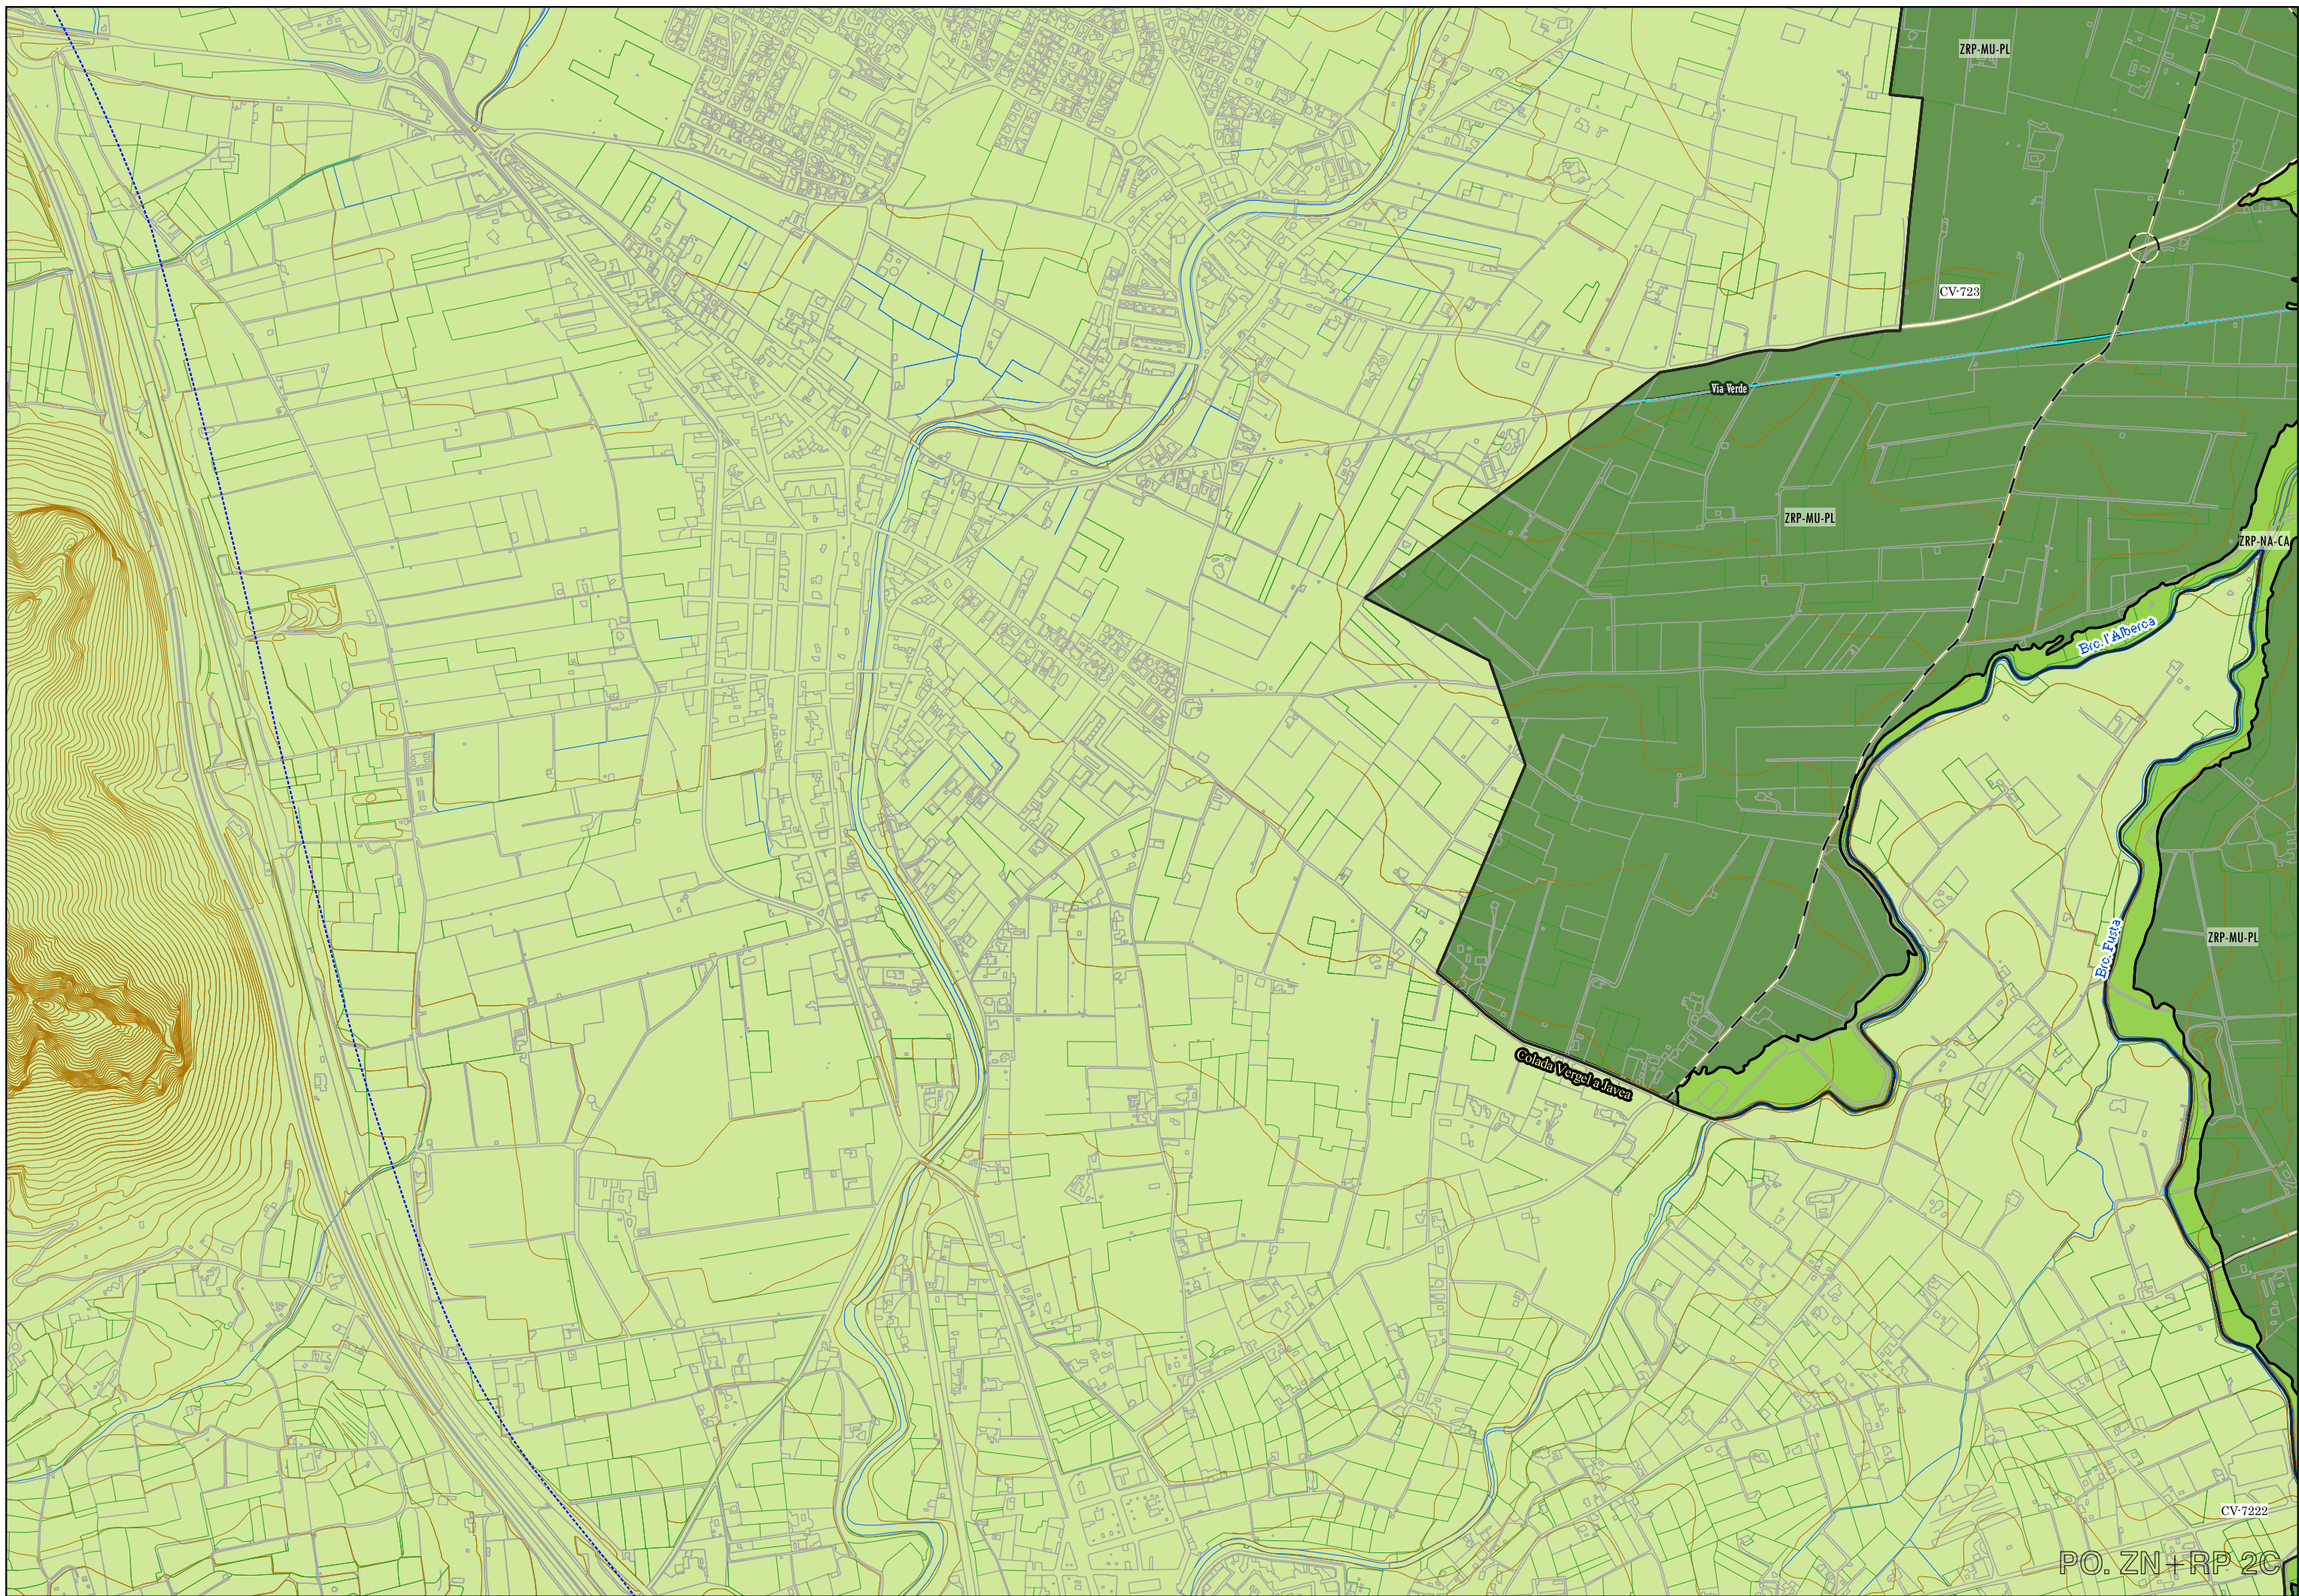 ZRP-MU-PL
CV-723
Via Verde
ZRP-MU-PL
ZRP-NA-CA
Brc. l'Alberca
Brc. Fusta
ZRP-MU-PL
Colada Vergel a Javea
CV-7222
PO. ZN+RP 2C